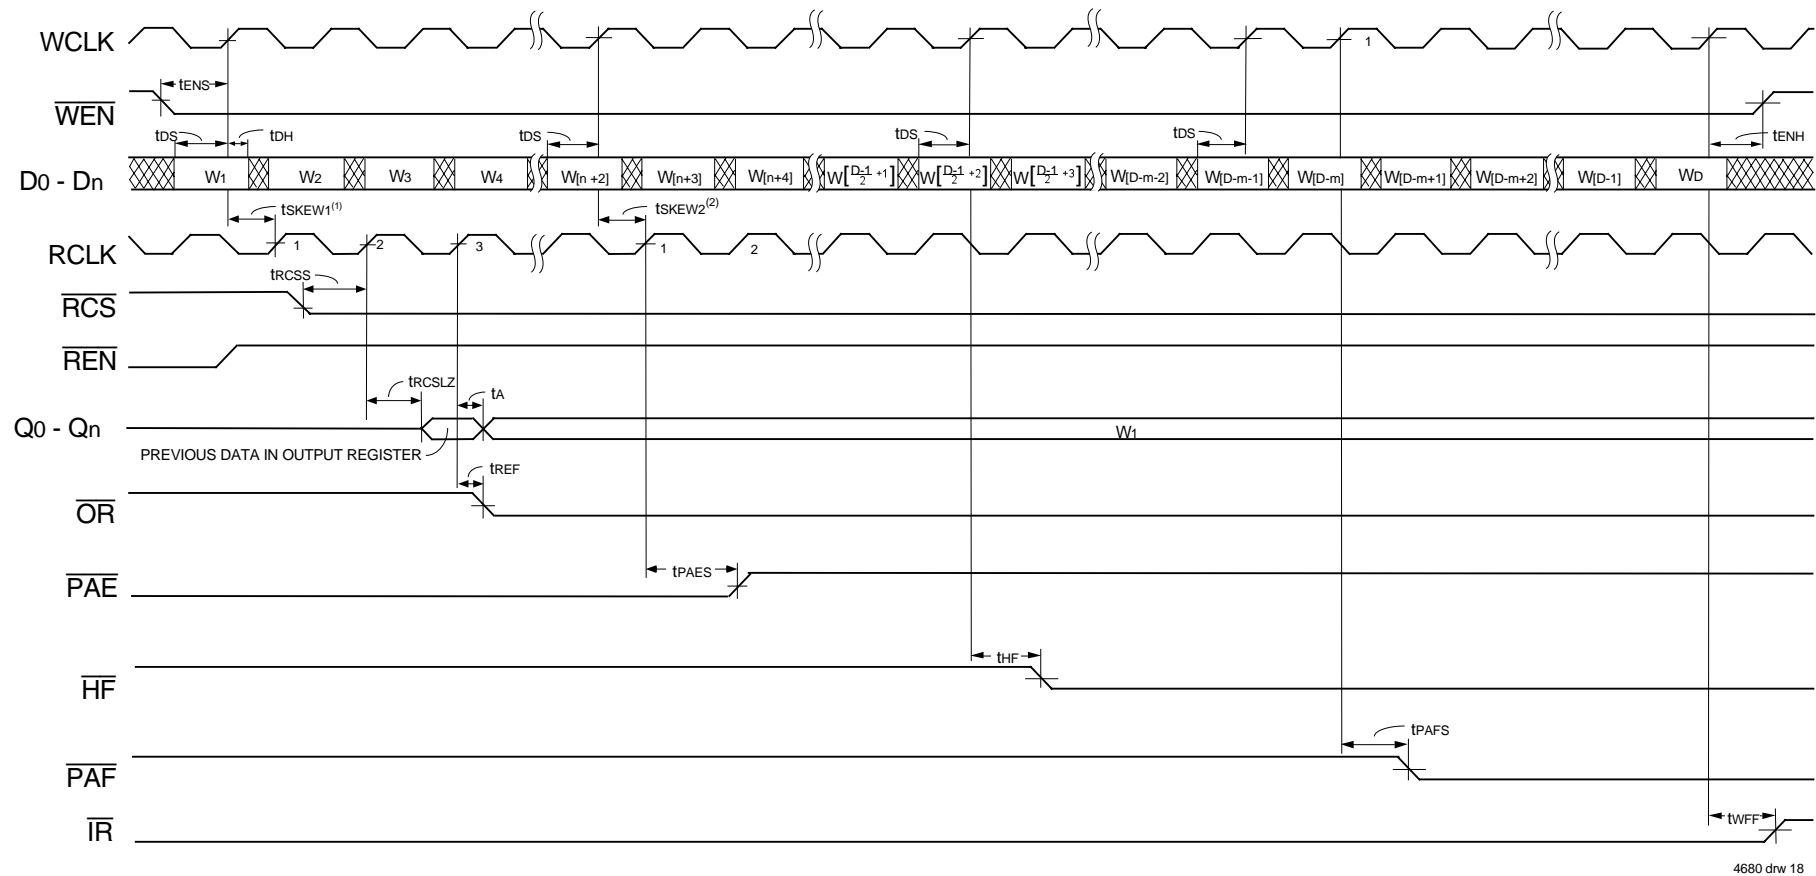 WCLK
1
tENS
WEN
tDS
tDH
tDS
tDS
tDS
tENH
D0 - Dn
W1
W2
W3
W4
W[n +2]
W[n+3]
W[n+4]
W[D-1/2 +1]
W[D-1/2 +2]
W[D-1/2 +3]
W[D-m-2]
W[D-m-1]
W[D-m]
W[D-m+1]
W[D-m+2]
W[D-1]
WD
tSKEW1(1)
tSKEW2(2)
RCLK
1
2
3
1
2
tRCSS
RCS
REN
tRCSLZ
tA
Q0 - Qn
W1
PREVIOUS DATA IN OUTPUT REGISTER
tREF
OR
tPAES
PAE
tHF
HF
tPAFS
PAF
tWFF
IR
4680 drw 18